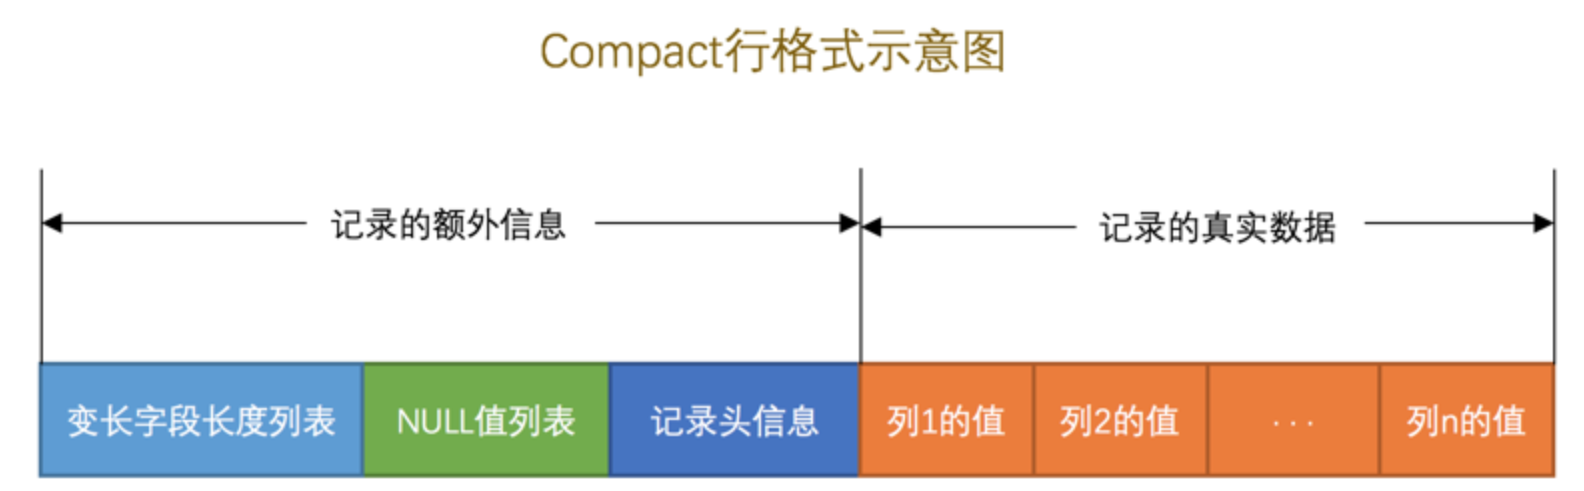 Compact行格式示意图
记录的额外信息
记录的真实数据
变长字段长度列表
NULL值列表
记录头信息
列1的值
列2的值
...
列n的值